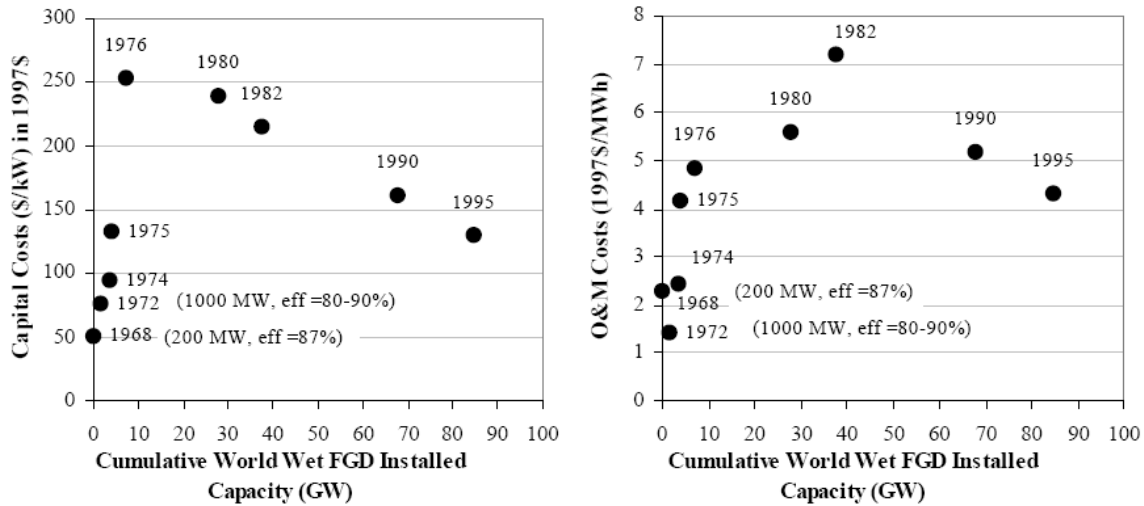 Capital Costs ($/kW) in 1997$
300
250
200
150
100
50
0
1976
1980
1982
1990
1995
1975
1974
1972 (1000 MW, eff =80-90%)
1968 (200 MW, eff =87%)
0 10 20 30 40 50 60 70 80 90 100
Cumulative World Wet FGD Installed
Capacity (GW)
O&M Costs (1997$/MWh)
8
7
6
5
4
3
2
1
0
1982
1980
1976
1990
1995
1975
1974
1968 (200 MW, eff =87%)
1972 (1000 MW, eff =80-90%)
0 10 20 30 40 50 60 70 80 90 100
Cumulative World Wet FGD Installed
Capacity (GW)